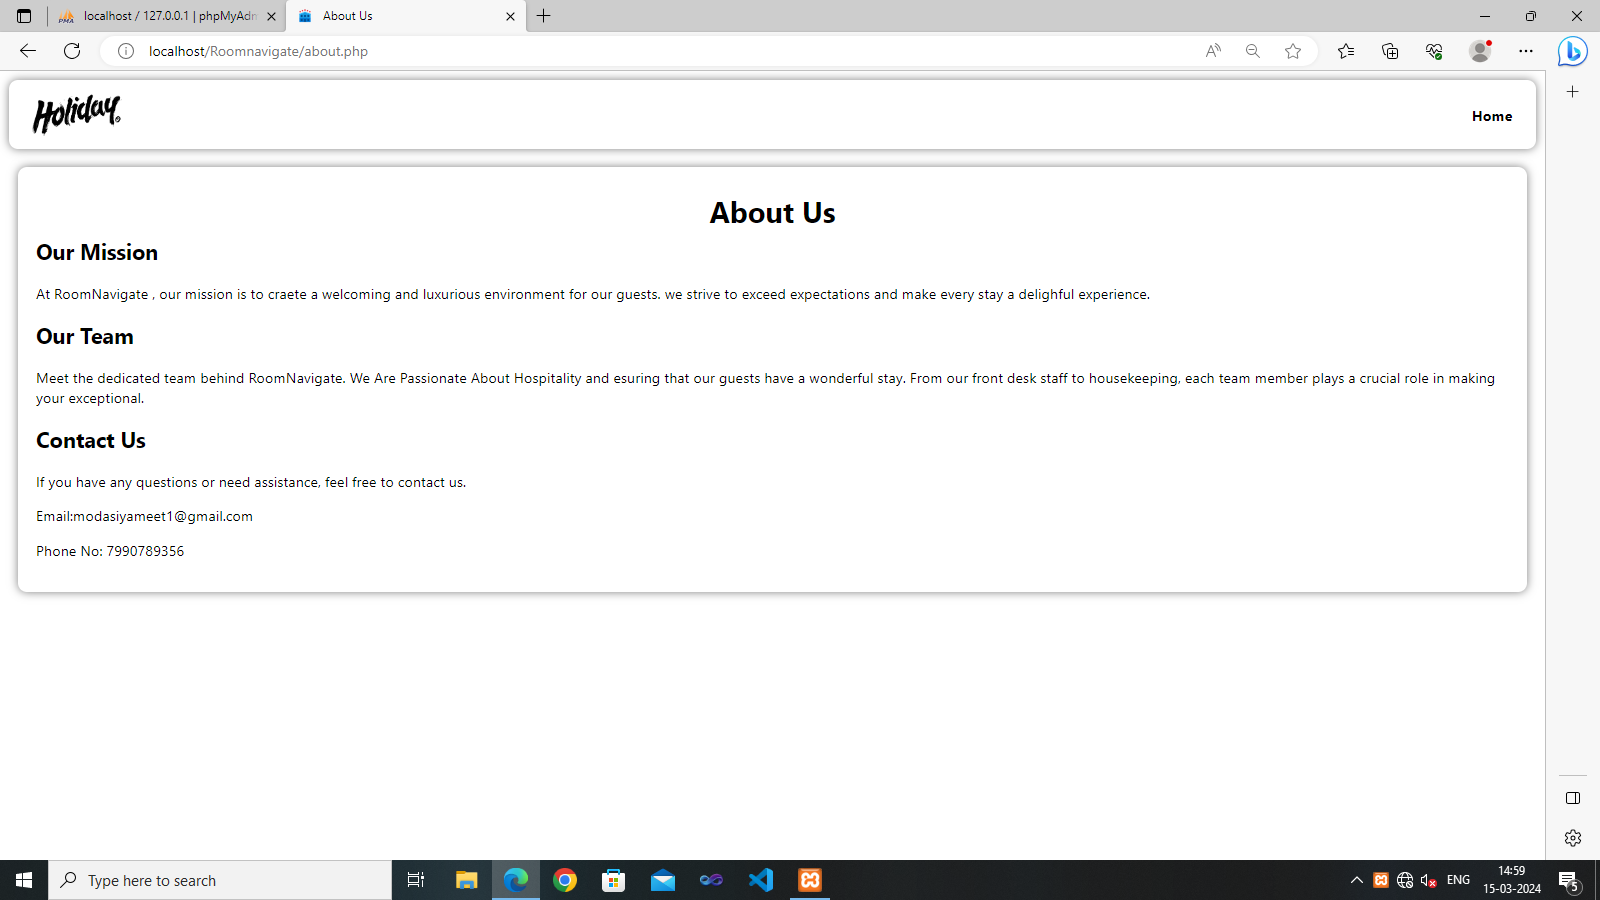 localhost / 127.0.0.1 | phpMyAdm
About Us
localhost/Roomnavigate/about.php
Holiday
Home
About Us
Our Mission
At RoomNavigate , our mission is to craete a welcoming and luxurious environment for our guests. we strive to exceed expectations and make every stay a delighful experience.
Our Team
Meet the dedicated team behind RoomNavigate. We Are Passionate About Hospitality and esuring that our guests have a wonderful stay. From our front desk staff to housekeeping, each team member plays a crucial role in making
your exceptional.
Contact Us
If you have any questions or need assistance, feel free to contact us.
Email:modasiyameet1@gmail.com
Phone No: 7990789356
Type here to search
ENG
14:59
15-03-2024
5